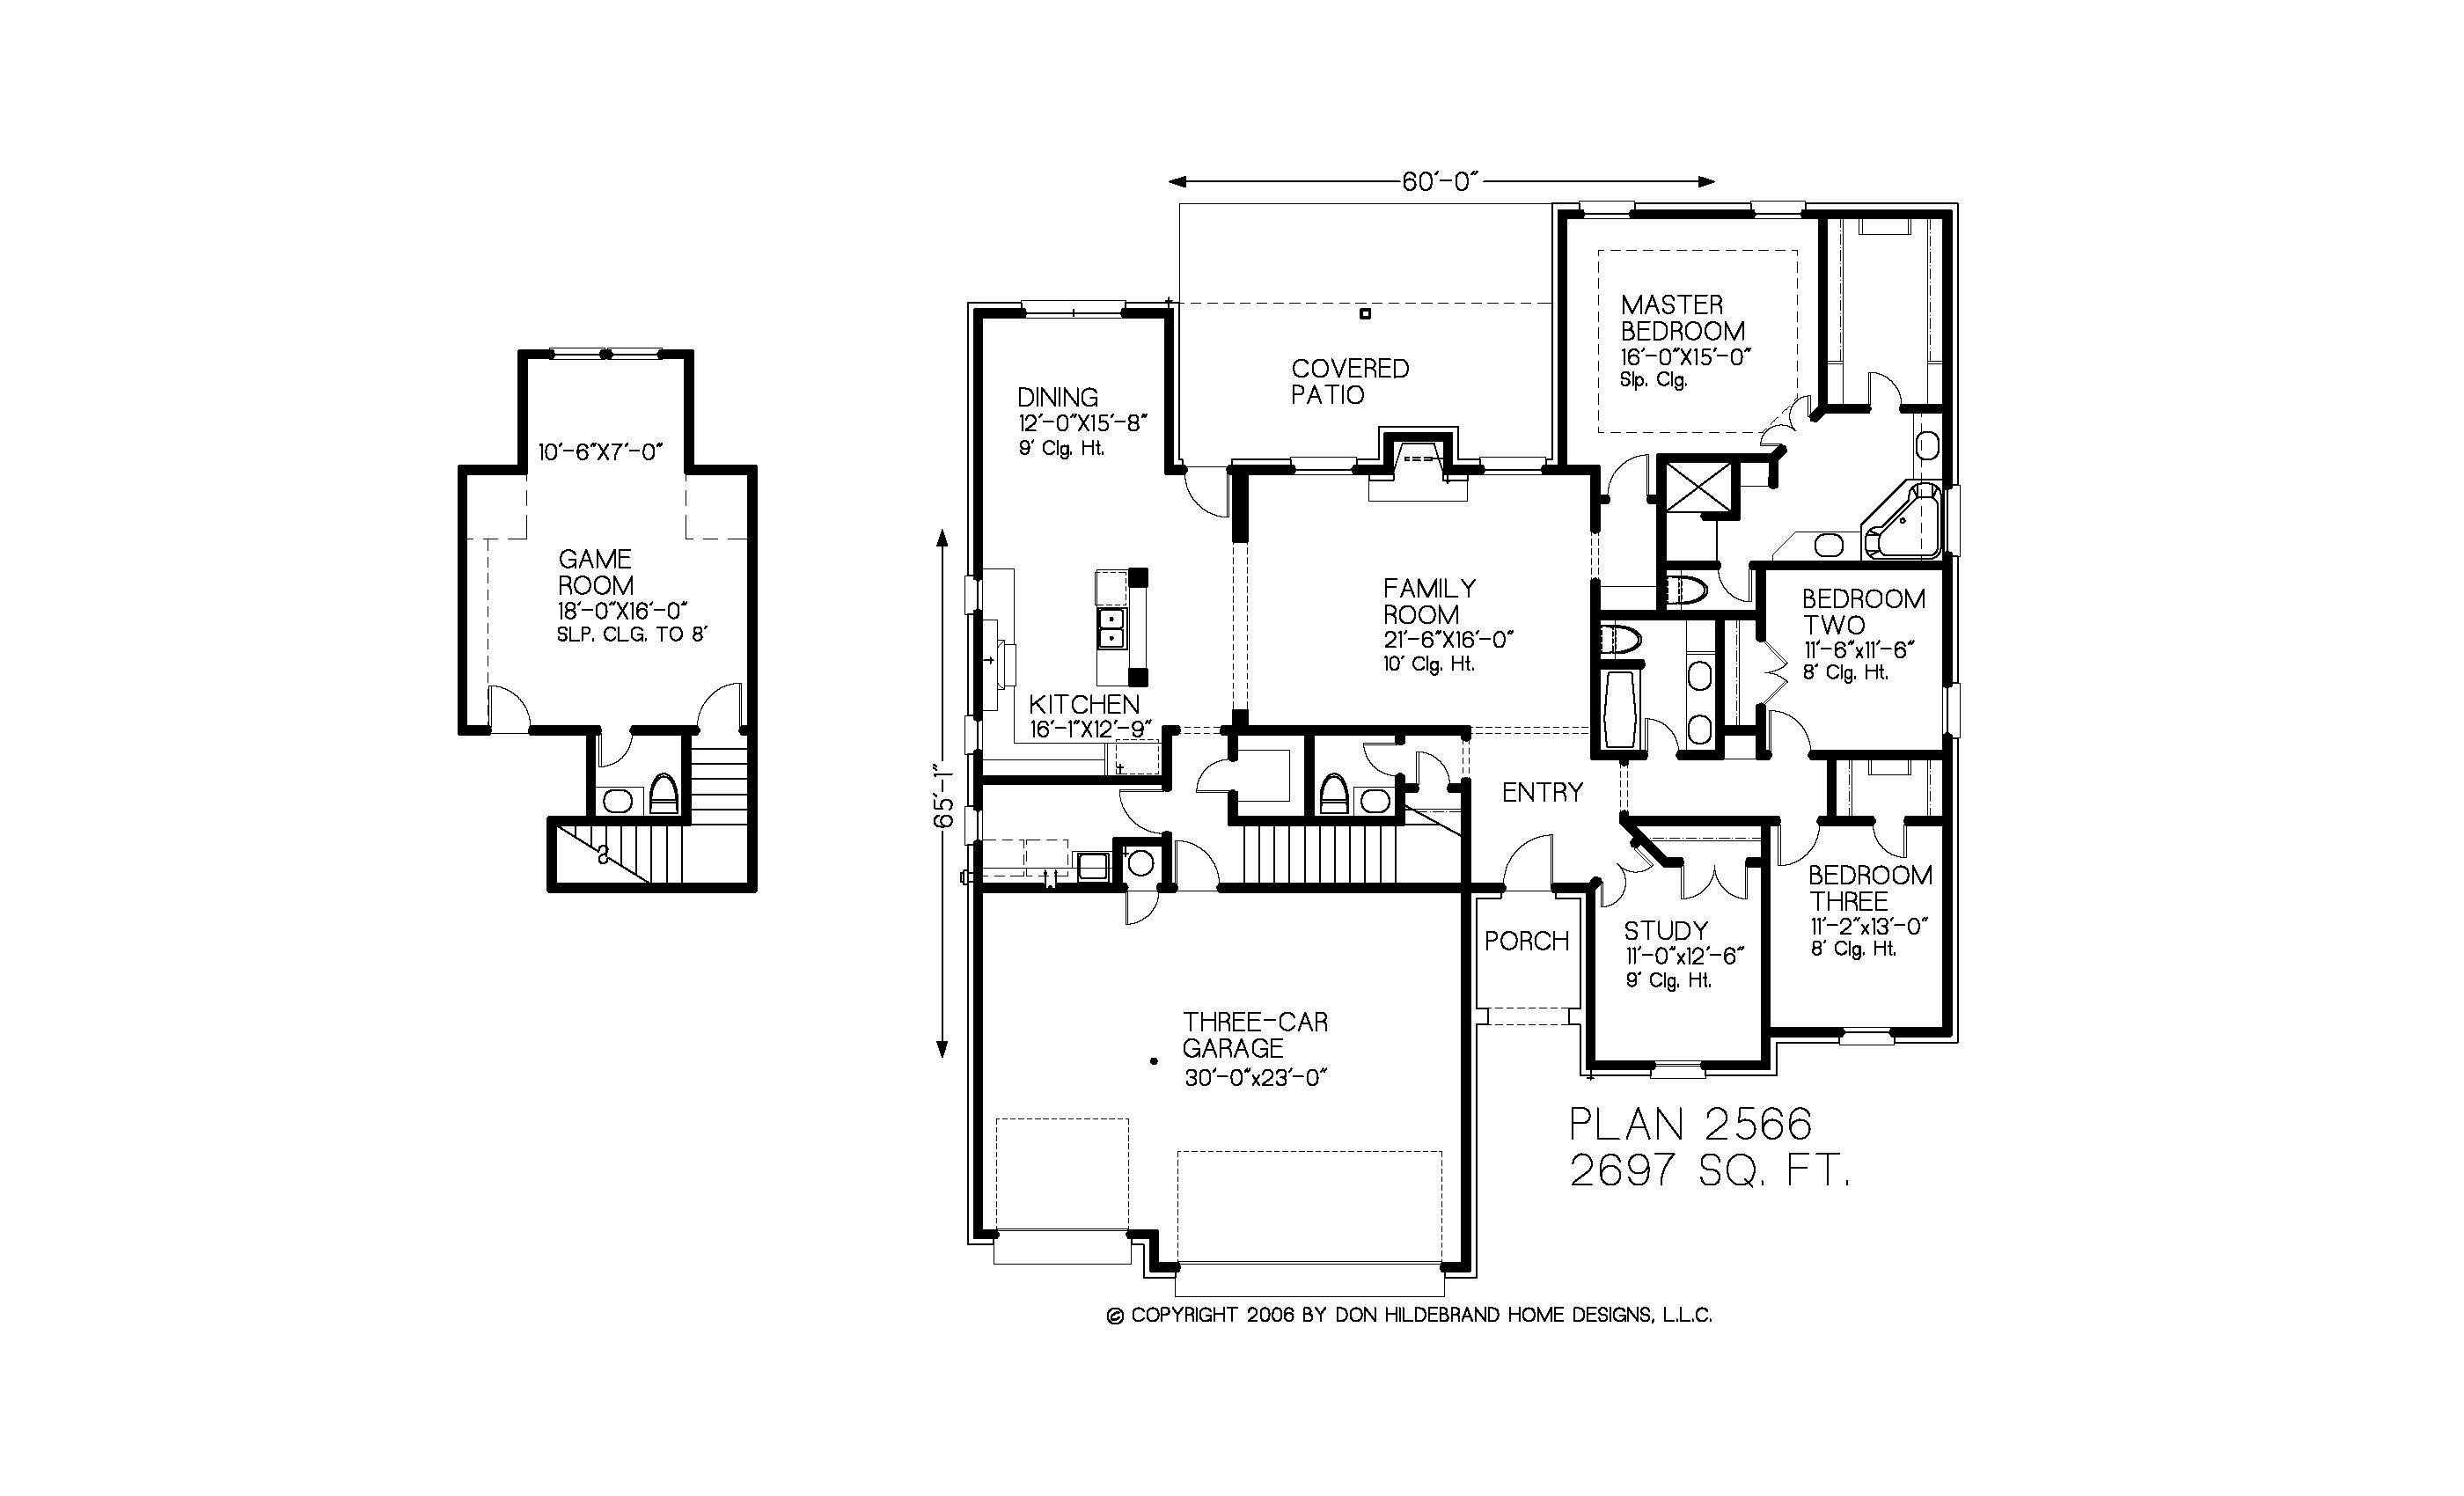 60'-0"
MASTER
BEDROOM
16'-0"X15'-0"
Slp. Clg.
COVERED
PATIO
DINING
12'-0"X15'-8"
9' Clg. Ht.
10'-6"X7'-0"
GAME
ROOM
18'-0"X16'-0"
SLP. CLG. TO 8'
FAMILY
ROOM
21'-6"X16'-0"
10' Clg. Ht.
BEDROOM
TWO
11'-6"x11'-6"
8' Clg. Ht.
KITCHEN
16'-1"X12'-9"
65'-1"
ENTRY
BEDROOM
THREE
11'-2"x13'-0"
8' Clg. Ht.
STUDY
11'-0"x12'-6"
9' Clg. Ht.
PORCH
THREE-CAR
GARAGE
30'-0"x23'-0"
PLAN 2566
2697 SQ. FT.
© COPYRIGHT 2006 BY DON HILDEBRAND HOME DESIGNS, L.L.C.